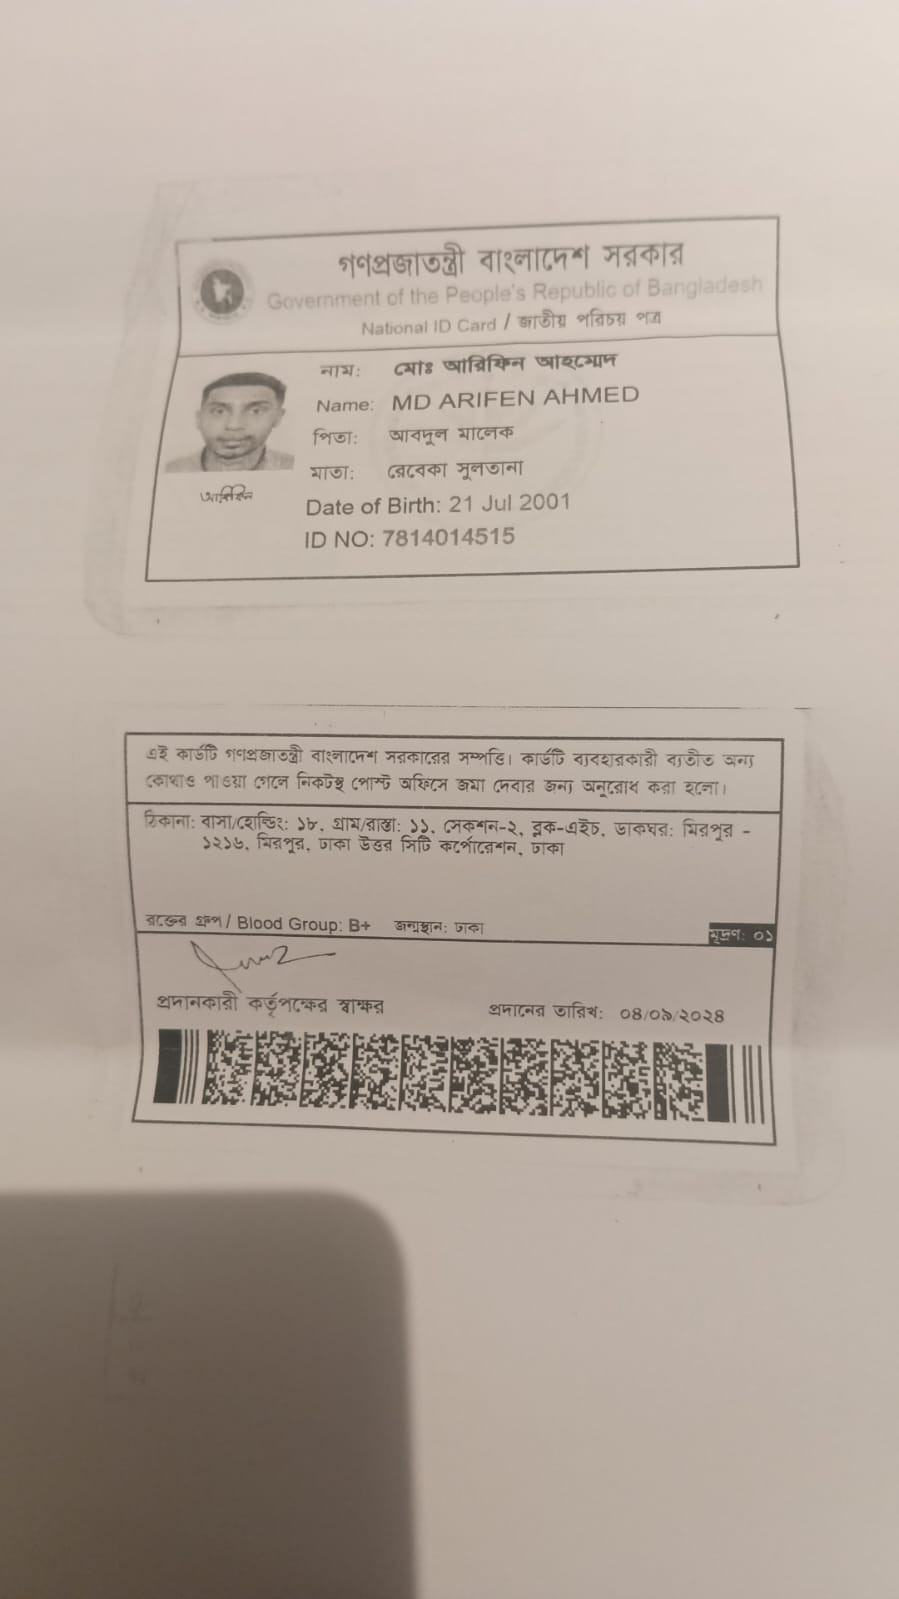 গণপ্রজাতন্ত্রী বাংলাদেশ সরকার
Government of the People's Republic of Bangladesh
National ID Card / জাতীয় পরিচয় পত্র
নাম: মোঃ আরিফিন আহম্মেদ
Name: MD ARIFEN AHMED
পিতা: আবদুল মালেক
মাতা: রেবেকা সুলতানা
Date of Birth: 21 Jul 2001
ID NO: 7814014515
আরিফিন
এই কার্ডটি গণপ্রজাতন্ত্রী বাংলাদেশ সরকারের সম্পত্তি। কার্ডটি ব্যবহারকারী ব্যতীত অন্য
কোথাও পাওয়া গেলে নিকটস্থ পোস্ট অফিসে জমা দেবার জন্য অনুরোধ করা হলো।
ঠিকানা: বাসা/হোল্ডিং: ১৮, গ্রাম/রাস্তা: ১১, সেকশন-২, ব্লক-এইচ, ডাকঘর: মিরপুর -
১২১৬, মিরপুর, ঢাকা উত্তর সিটি কর্পোরেশন, ঢাকা
রক্তের গ্রুপ / Blood Group: B+ জন্মস্থান: ঢাকা মুদ্রণ: ০১
প্রদানকারী কর্তৃপক্ষের স্বাক্ষর প্রদানের তারিখ: ০৪/০৯/২০২৪